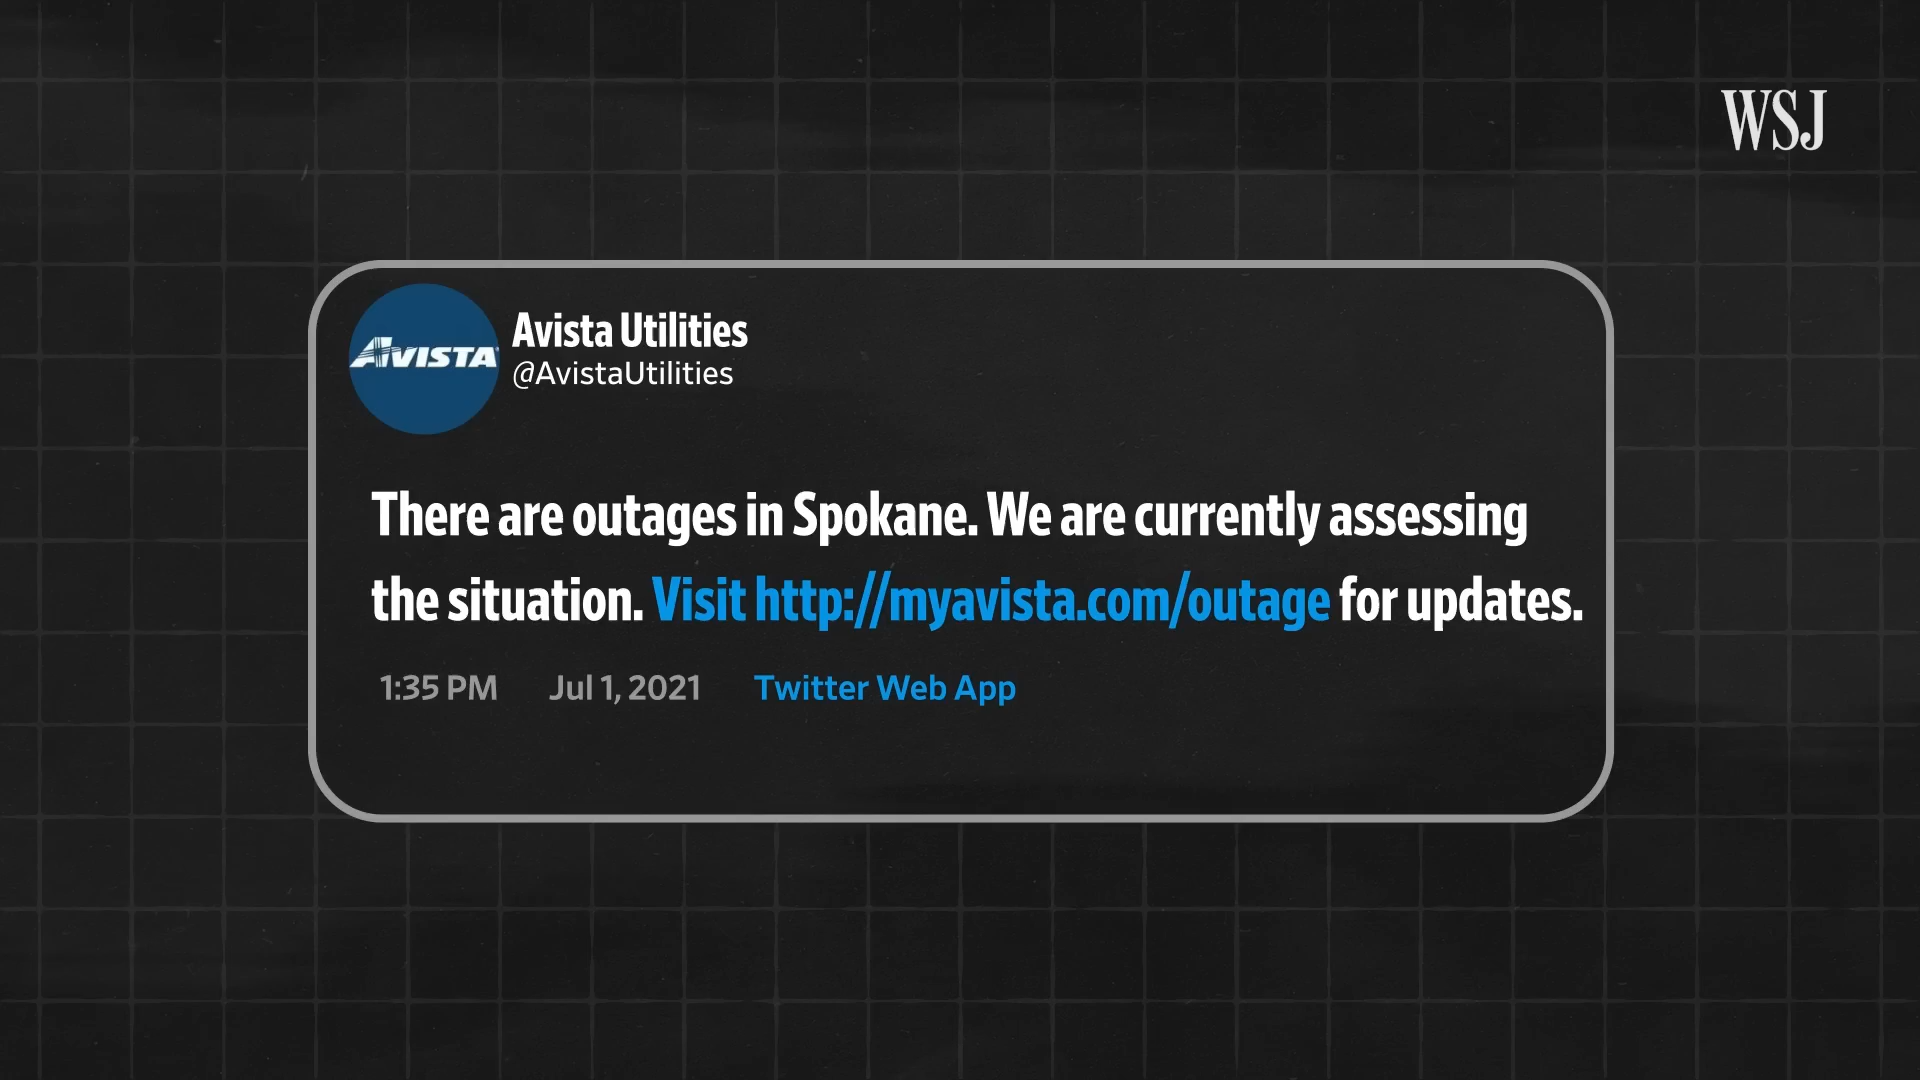 WSJ
AVISTA
Avista Utilities
@AvistaUtilities
There are outages in Spokane. We are currently assessing
the situation. Visit http://myavista.com/outage for updates.
1:35 PM Jul 1, 2021 Twitter Web App